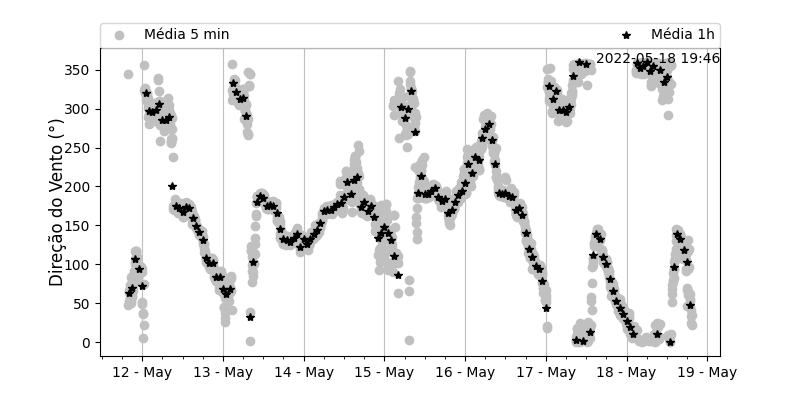 Média 5 min
Média 1h
2022-05-18 19:46
Direção do Vento (°)
350
300
250
200
150
100
50
0
12 - May
13 - May
14 - May
15 - May
16 - May
17 - May
18 - May
19 - May